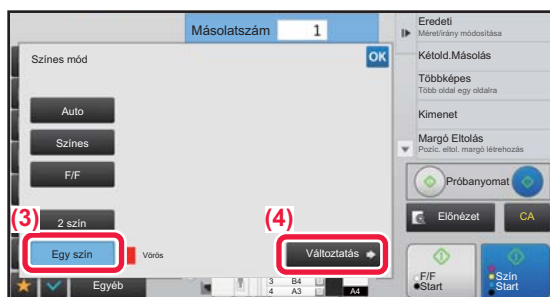 Másolatszám 1
Színes mód
OK
Auto
Színes
F/F
2 szín
(3)
Egy szín
Vörös
(4)
Változtatás
Egyéb
3 B4
4 A3
A4
Eredeti
Méret/irány módosítása
Kétold.Másolás
Többképes
Több oldal egy oldalra
Kimenet
Margó Eltolás
Pozíc. eltol. margó létrehozás
Próbanyomat
Előnézet
CA
F/F
Start
Szín
Start